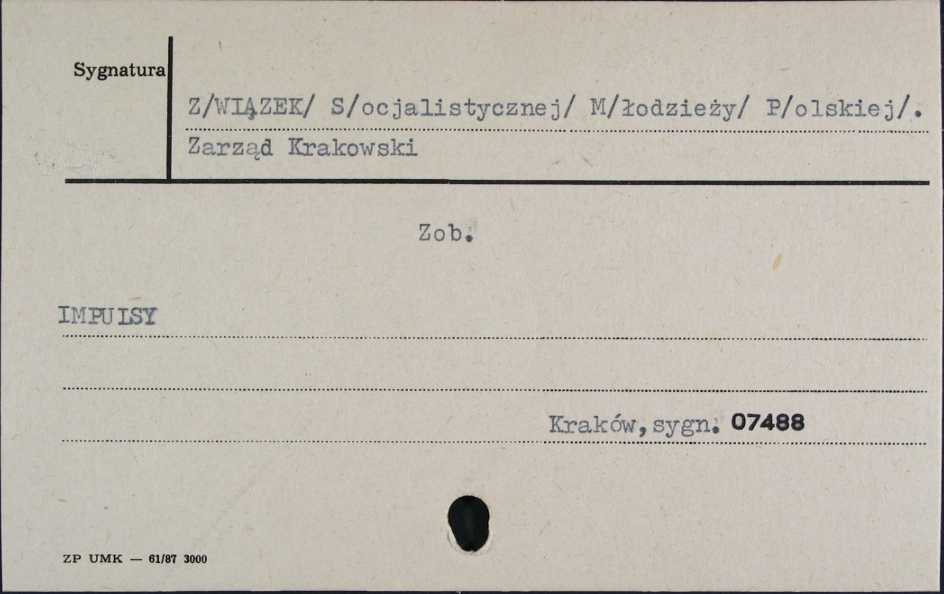 Sygnatura
Z/WIĄZEK/ S/ocjalistycznej/ M/łodzieży/ P/olskiej/.
Zarząd Krakowski
Zob.
IMPULSY
Kraków, sygn. 07488
ZP UMK — 61/87 3000